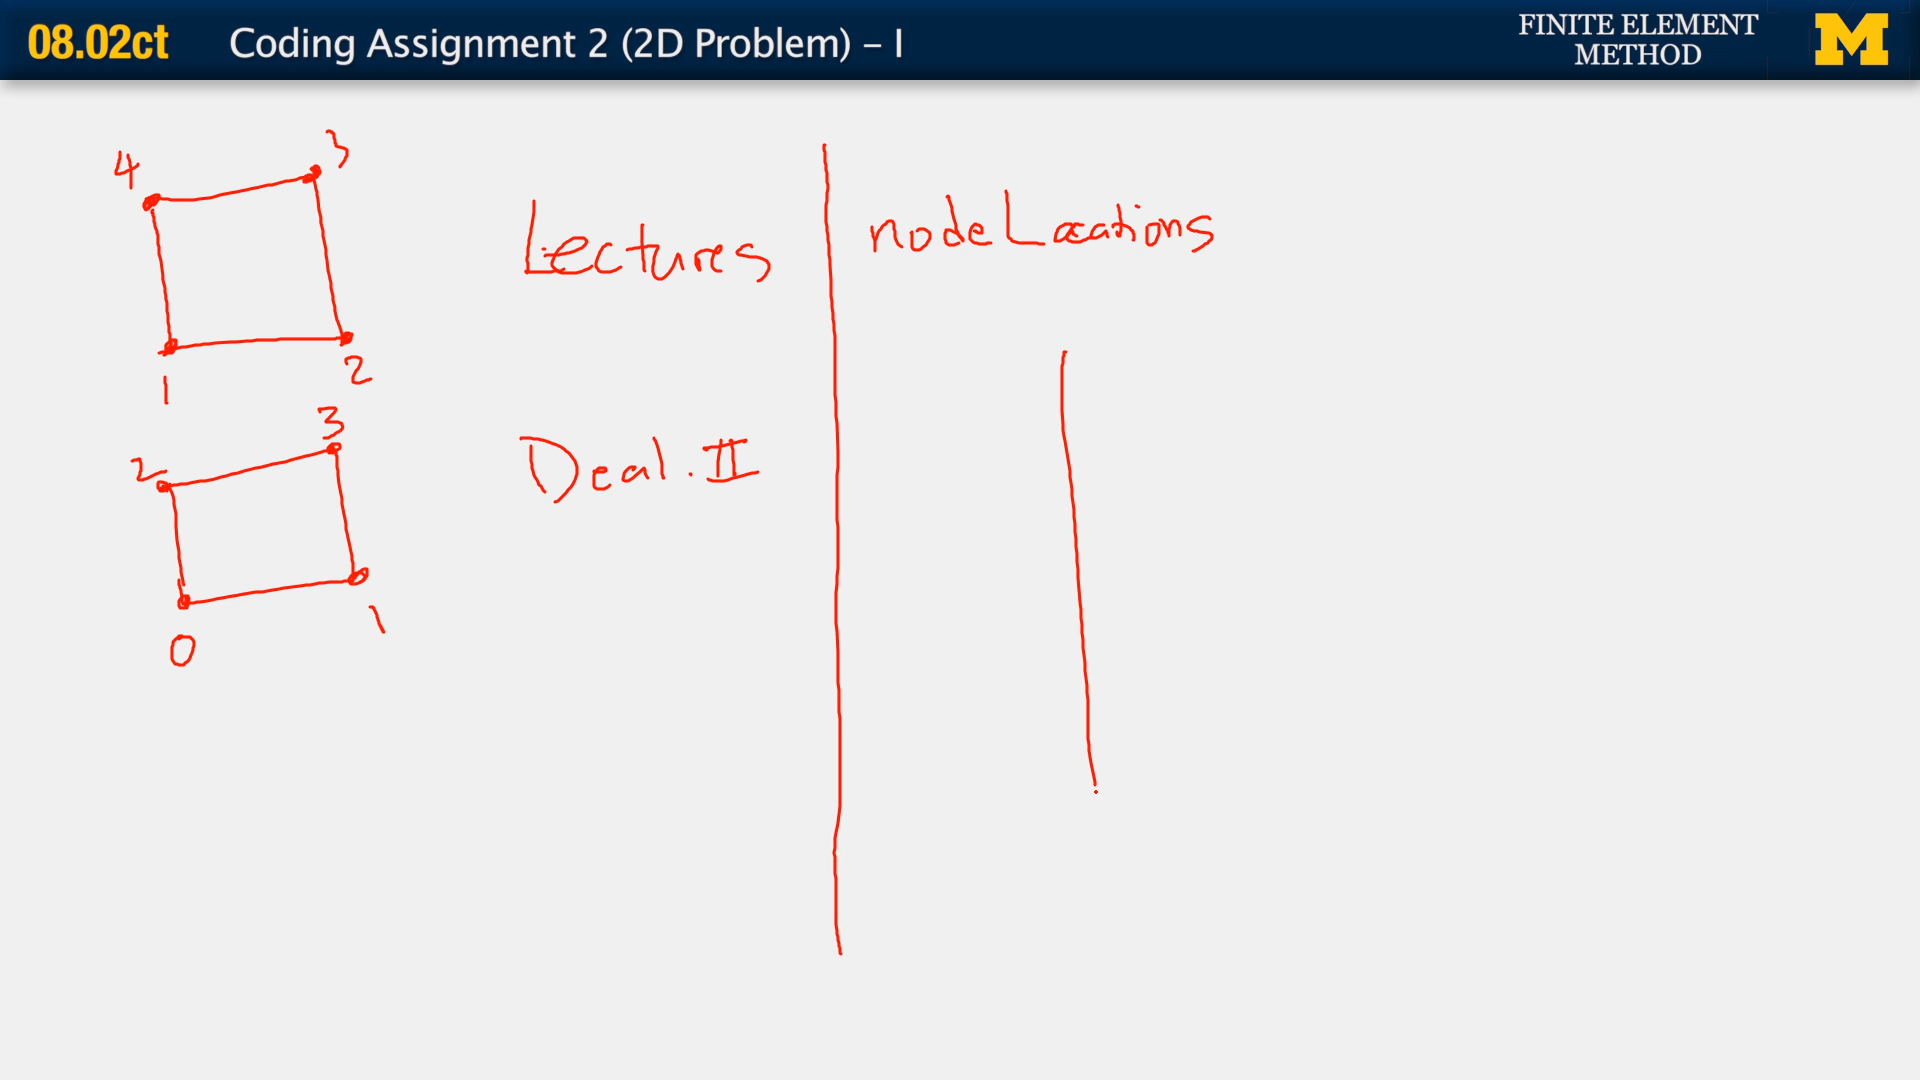 08.02ct Coding Assignment 2 (2D Problem) – I
FINITE ELEMENT
METHOD
M
4 3
1 2
Lectures
nodeLocations
2 3
0 1
Deal.II